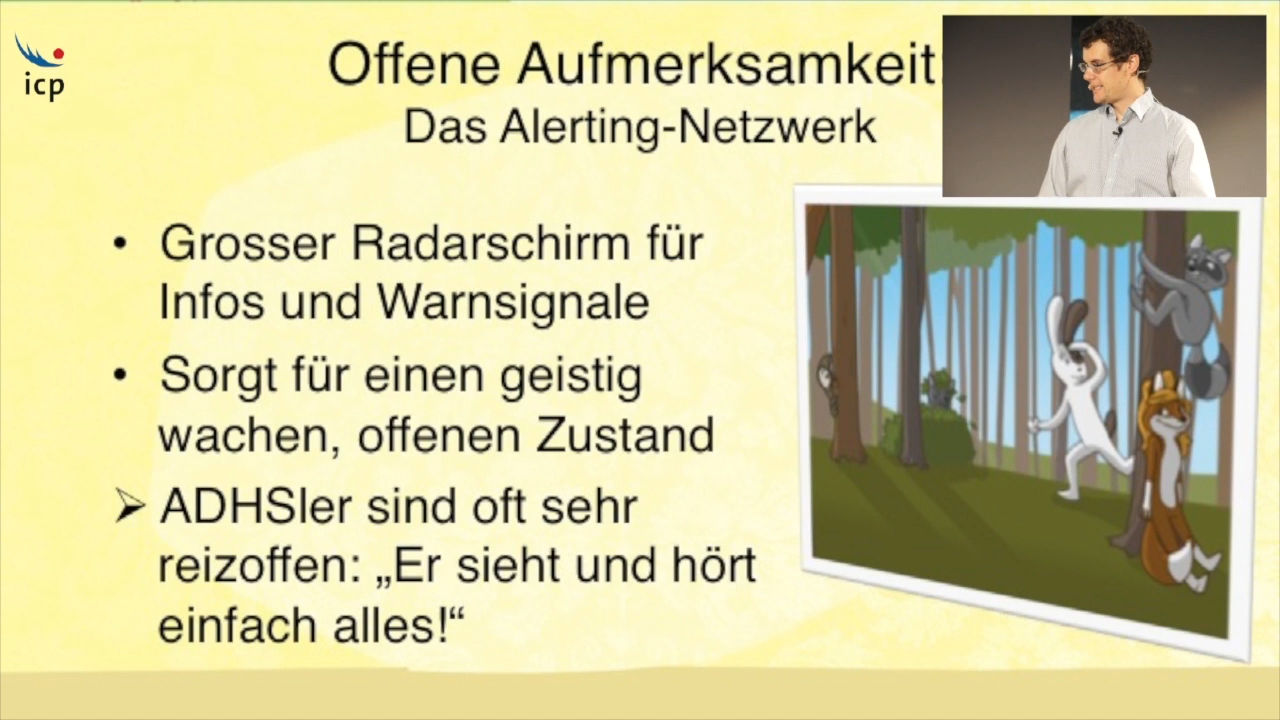 icp
Offene Aufmerksamkeit:
Das Alerting-Netzwerk
• Grosser Radarschirm für
Infos und Warnsignale
• Sorgt für einen geistig
wachen, offenen Zustand
➢ ADHSler sind oft sehr
reizoffen: „Er sieht und hört
einfach alles!“